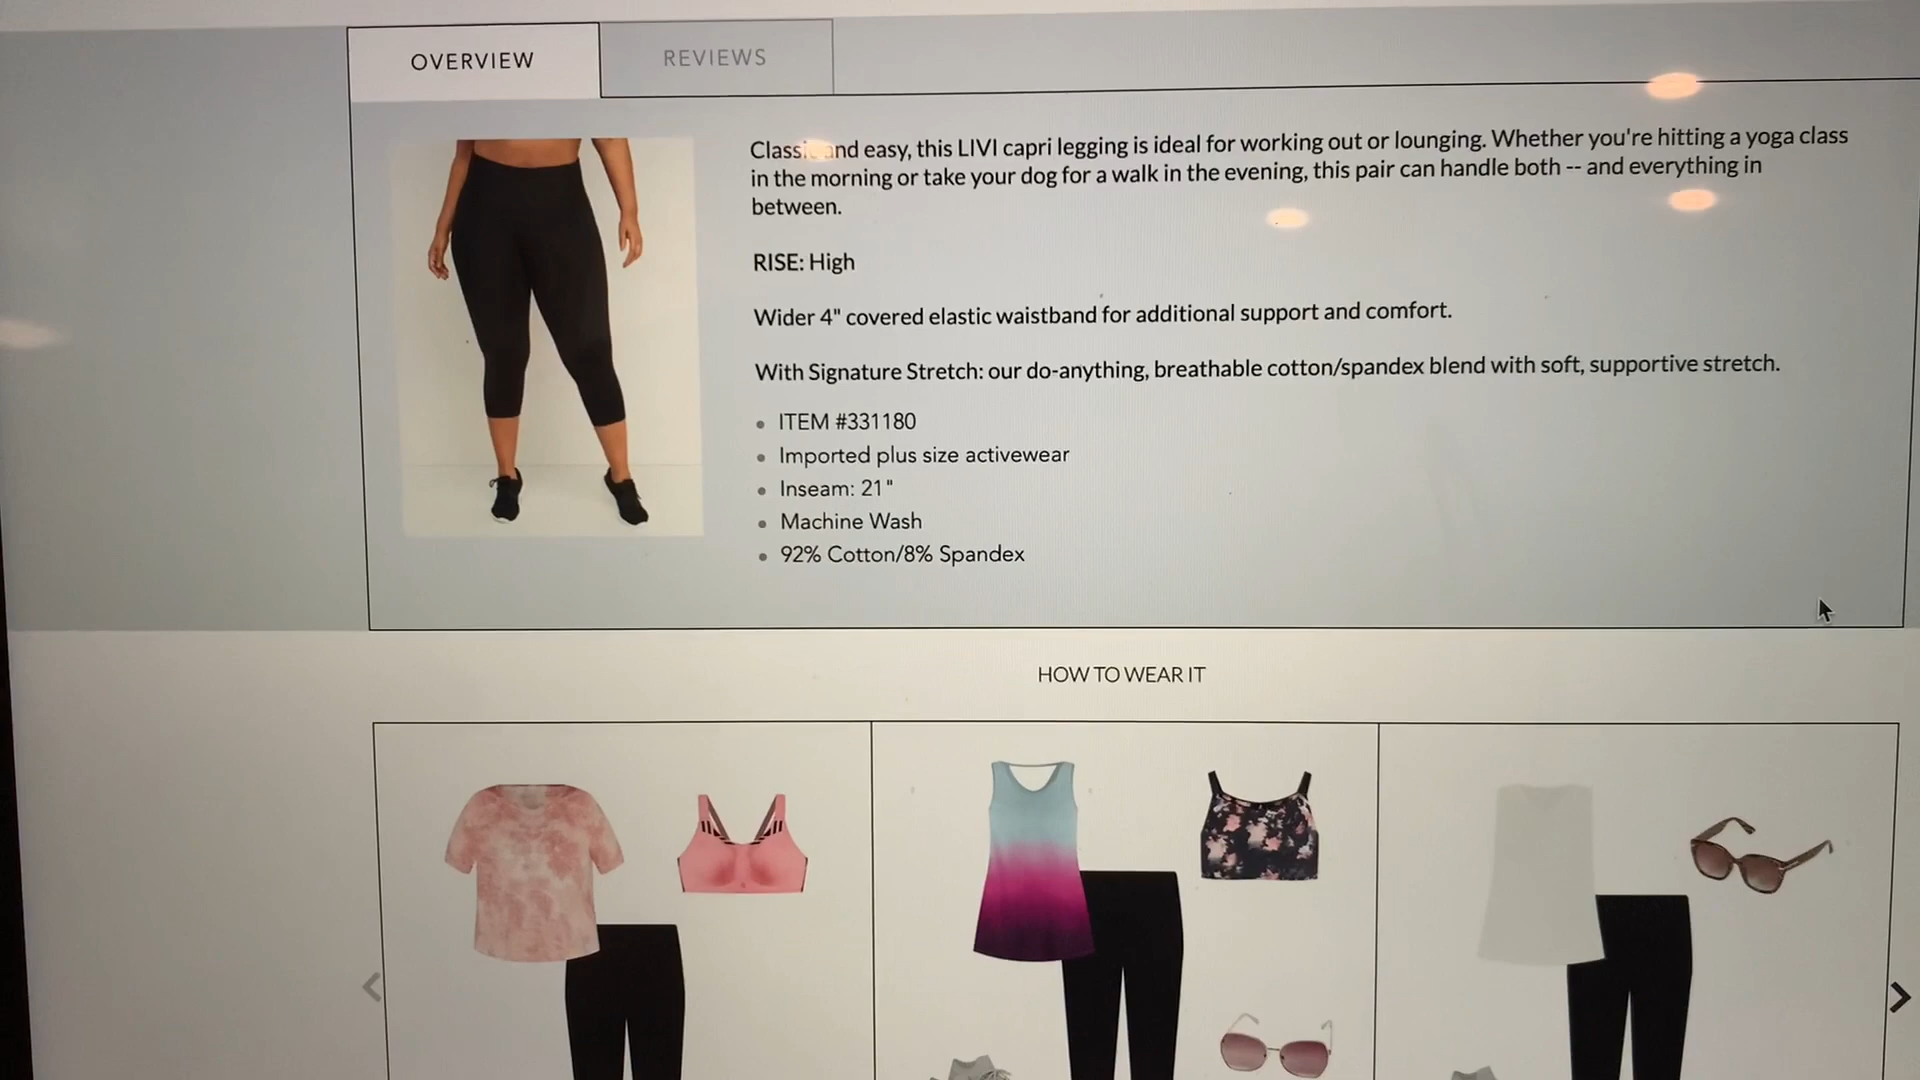 OVERVIEW
REVIEWS
Classic and easy, this LIVI capri legging is ideal for working out or lounging. Whether you're hitting a yoga class
in the morning or take your dog for a walk in the evening, this pair can handle both -- and everything in
between.
RISE: High
Wider 4" covered elastic waistband for additional support and comfort.
With Signature Stretch: our do-anything, breathable cotton/spandex blend with soft, supportive stretch.
ITEM #331180
Imported plus size activewear
Inseam: 21"
Machine Wash
92% Cotton/8% Spandex
HOW TO WEAR IT